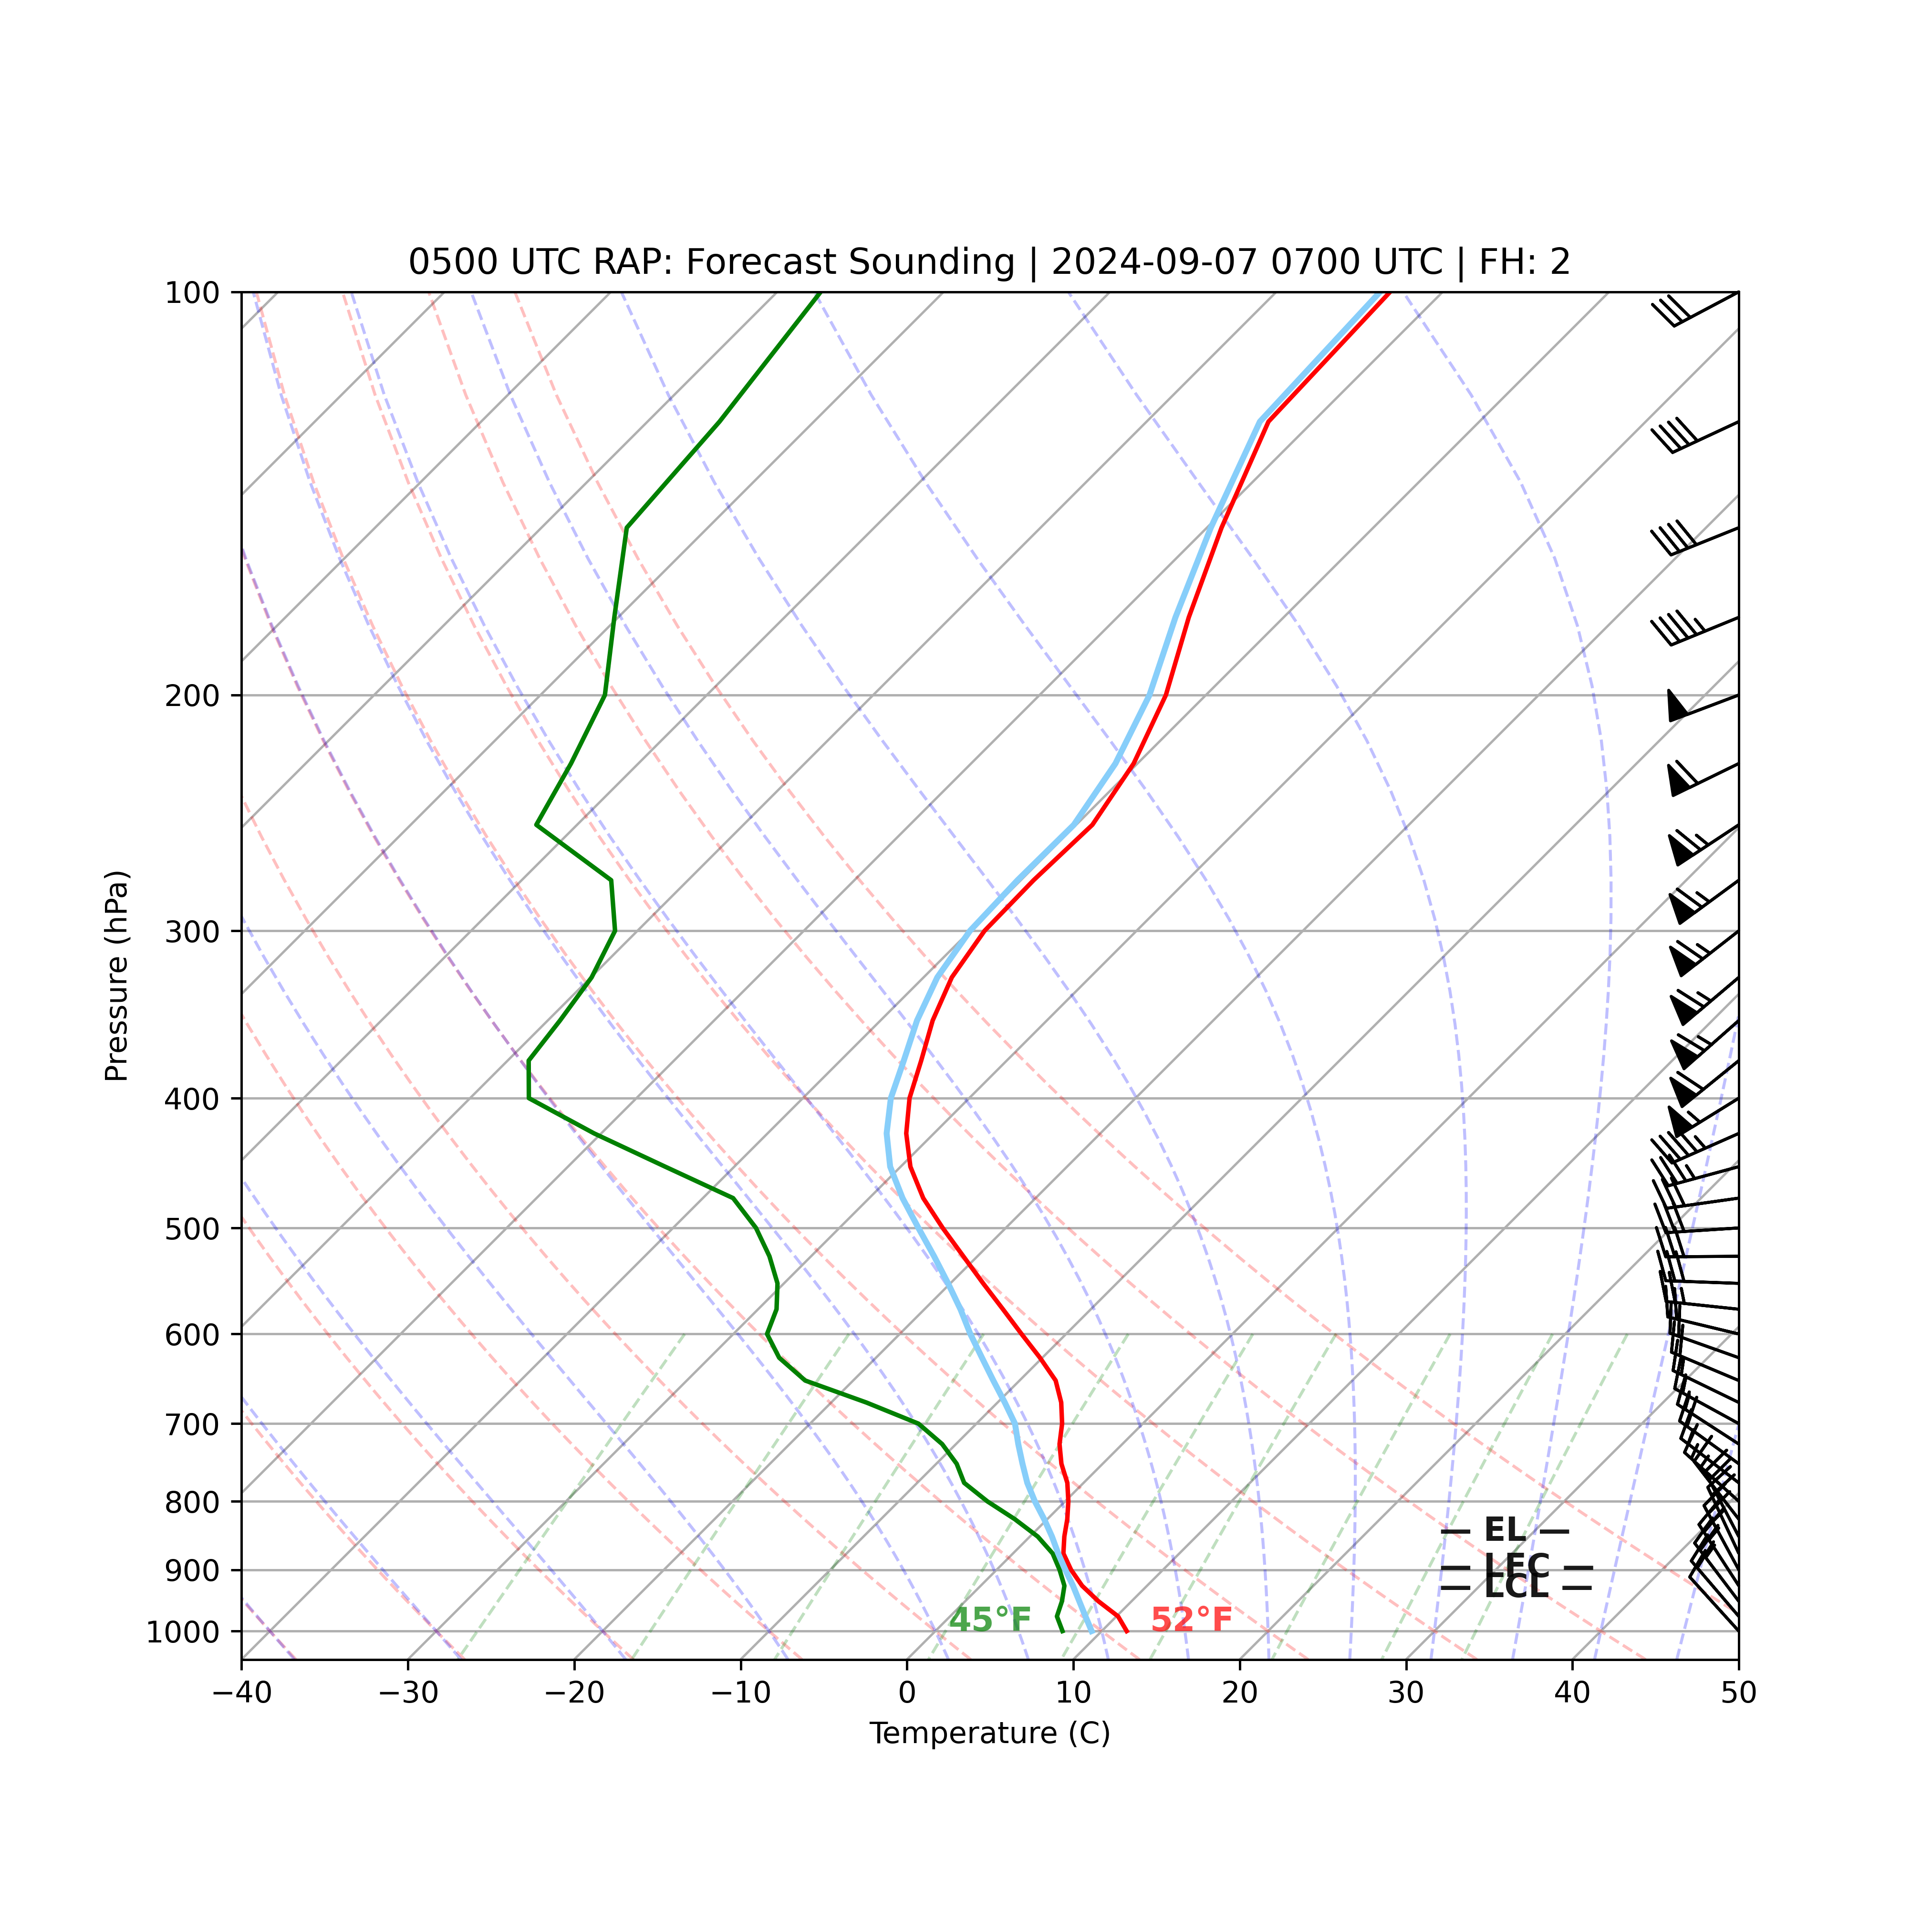 0500 UTC RAP: Forecast Sounding | 2024-09-07 0700 UTC | FH: 2
100
200
300
400
500
600
700
800
900
1000
Pressure (hPa)
— EL —
— LFC —
— LCL —
45°F
52°F
−40 −30 −20 −10 0 10 20 30 40 50
Temperature (C)